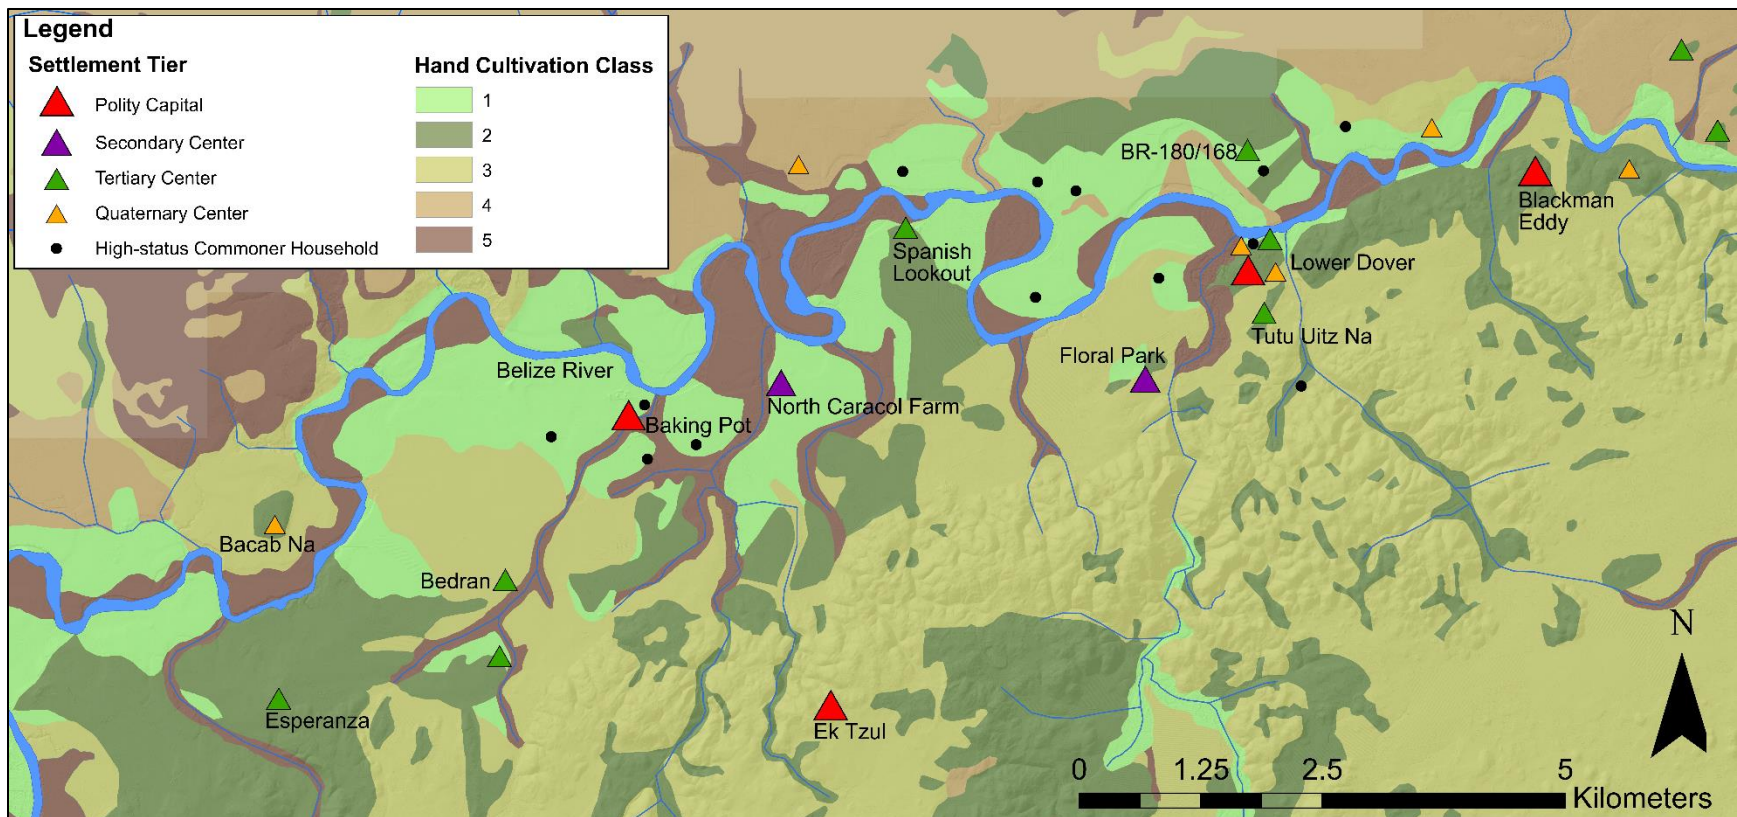 Legend
Settlement Tier
Polity Capital
Secondary Center
Tertiary Center
Quaternary Center
High-status Commoner Household
Hand Cultivation Class
1
2
3
4
5
BR-180/168
Blackman
Eddy
Spanish
Lookout
Lower Dover
Tutu Uitz Na
Floral Park
Belize River
North Caracol Farm
Baking Pot
Bacab Na
Bedran
Esperanza
Ek Tzul
N
0 1.25 2.5 5
Kilometers